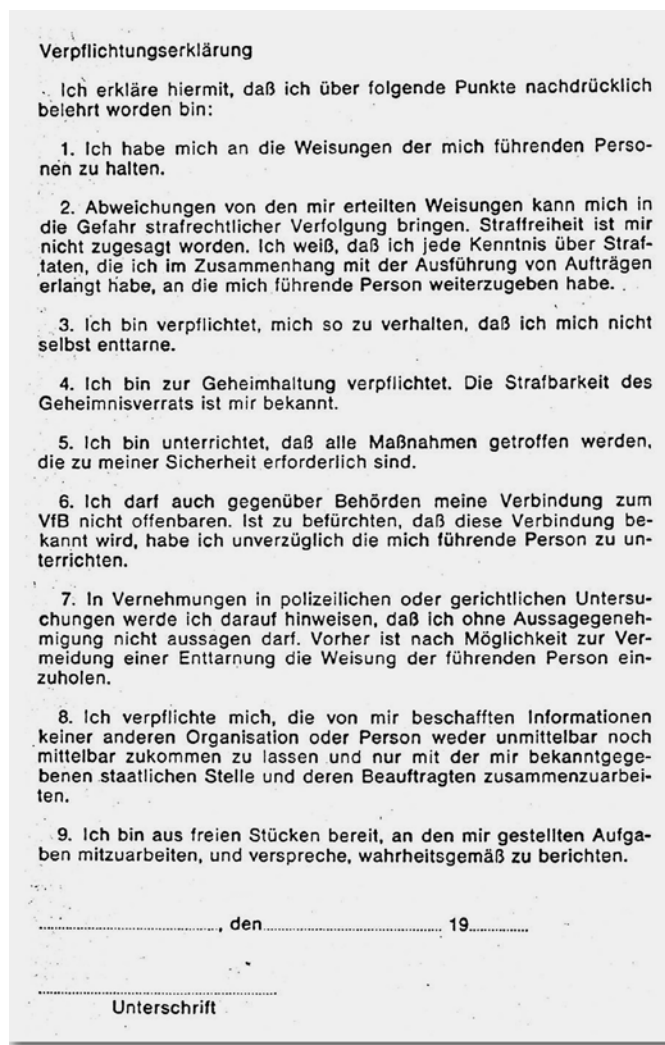 Verpflichtungserklärung
Ich erkläre hiermit, daß ich über folgende Punkte nachdrücklich
belehrt worden bin:
1. Ich habe mich an die Weisungen der mich führenden Perso-
nen zu halten.
2. Abweichungen von den mir erteilten Weisungen kann mich in
die Gefahr strafrechtlicher Verfolgung bringen. Straffreiheit ist mir
nicht zugesagt worden. Ich weiß, daß ich jede Kenntnis über Straf-
taten, die ich im Zusammenhang mit der Ausführung von Aufträgen
erlangt habe, an die mich führende Person weiterzugeben habe.
3. Ich bin verpflichtet, mich so zu verhalten, daß ich mich nicht
selbst enttarne.
4. Ich bin zur Geheimhaltung verpflichtet. Die Strafbarkeit des
Geheimnisverrats ist mir bekannt.
5. Ich bin unterrichtet, daß alle Maßnahmen getroffen werden,
die zu meiner Sicherheit erforderlich sind.
6. Ich darf auch gegenüber Behörden meine Verbindung zum
VfB nicht offenbaren. Ist zu befürchten, daß diese Verbindung be-
kannt wird, habe ich unverzüglich die mich führende Person zu un-
terrichten.
7. In Vernehmungen in polizeilichen oder gerichtlichen Untersu-
chungen werde ich darauf hinweisen, daß ich ohne Aussagegeneh-
migung nicht aussagen darf. Vorher ist nach Möglichkeit zur Ver-
meidung einer Enttarnung die Weisung der führenden Person ein-
zuholen.
8. Ich verpflichte mich, die von mir beschafften Informationen
keiner anderen Organisation oder Person weder unmittelbar noch
mittelbar zukommen zu lassen und nur mit der mir bekanntgege-
benen staatlichen Stelle und deren Beauftragten zusammenzuarbei-
ten.
9. Ich bin aus freien Stücken bereit, an den mir gestellten Aufga-
ben mitzuarbeiten, und verspreche, wahrheitsgemäß zu berichten.
, den 19
Unterschrift